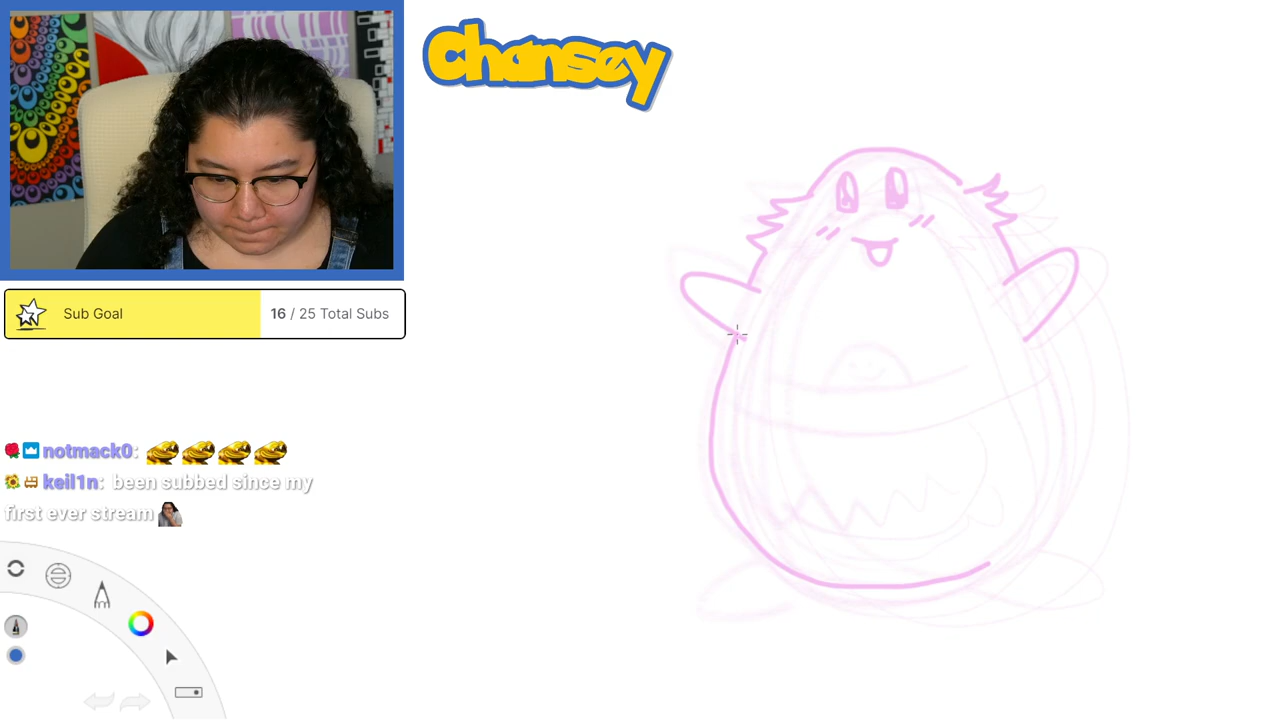 Chansey
Sub Goal
16 / 25 Total Subs
notmack0:
keil1n: been subbed since my
first ever stream